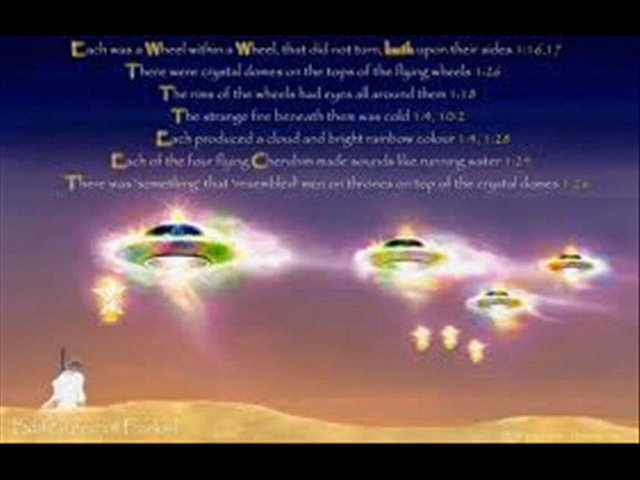 Each was a Wheel within a Wheel, that did not turn, but upon their sides 1:16,17
There were crystal domes on the tops of the flying wheels 1:26
The rims of the wheels had eyes all around them 1:18
The strange fire beneath them was cold 1:4, 10:2
Each produced a cloud and bright rainbow colour 1:4, 1:28
Each of the four flying Cherubim made sounds like running water 1:24
There was 'something' that 'resembled' men on thrones on top of the crystal domes 1:26
of Ezekiel